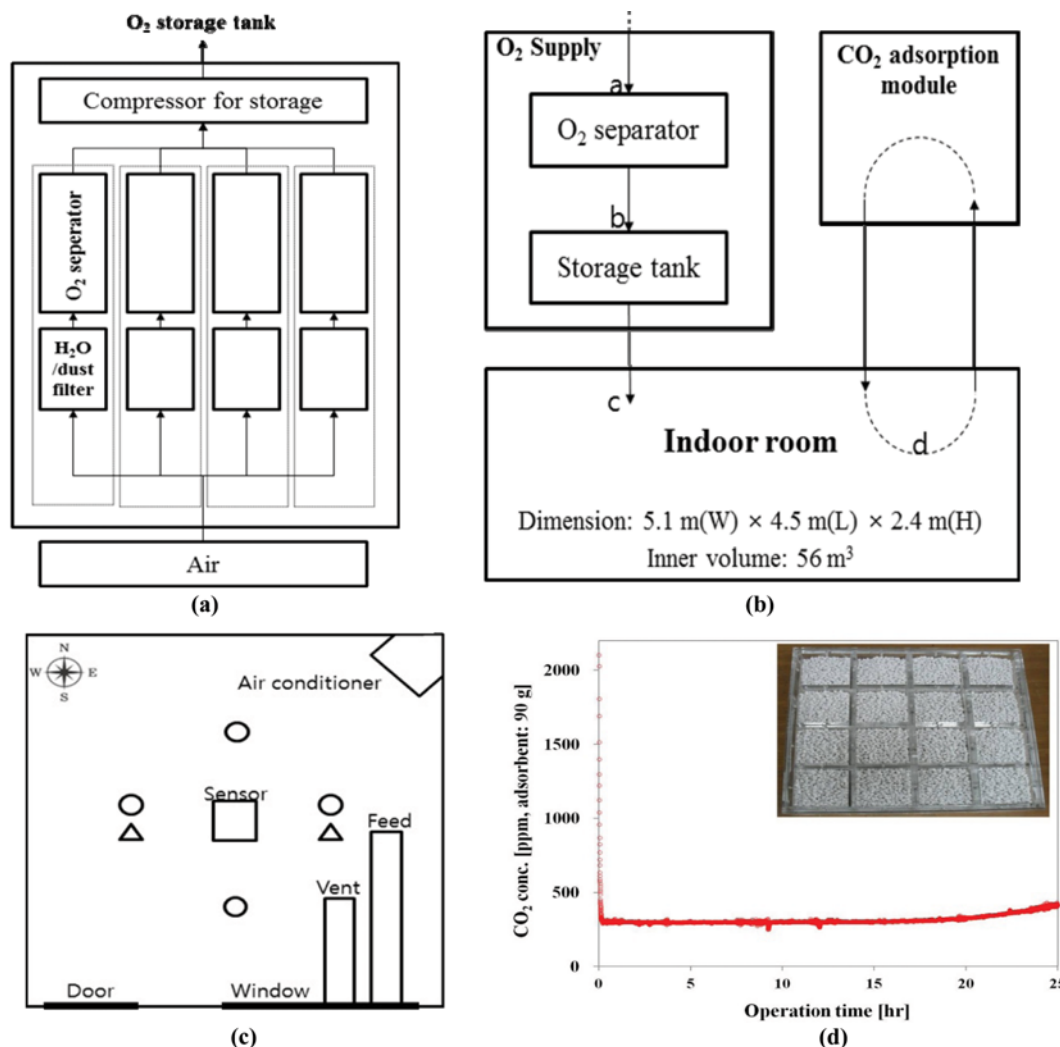 O₂ storage tank
Compressor for storage
O₂ seperator
H₂O
/dust
filter
Air
(a)
O₂ Supply
a
O₂ separator
b
Storage tank
c
CO₂ adsorption
module
d
Indoor room
Dimension: 5.1 m(W) × 4.5 m(L) × 2.4 m(H)
Inner volume: 56 m³
(b)
N
W E
S
Air conditioner
Sensor
Feed
Vent
Door
Window
(c)
CO₂ conc. [ppm, adsorbent: 90 g]
2000
1500
1000
500
0
0 5 10 15 20 25
Operation time [hr]
(d)